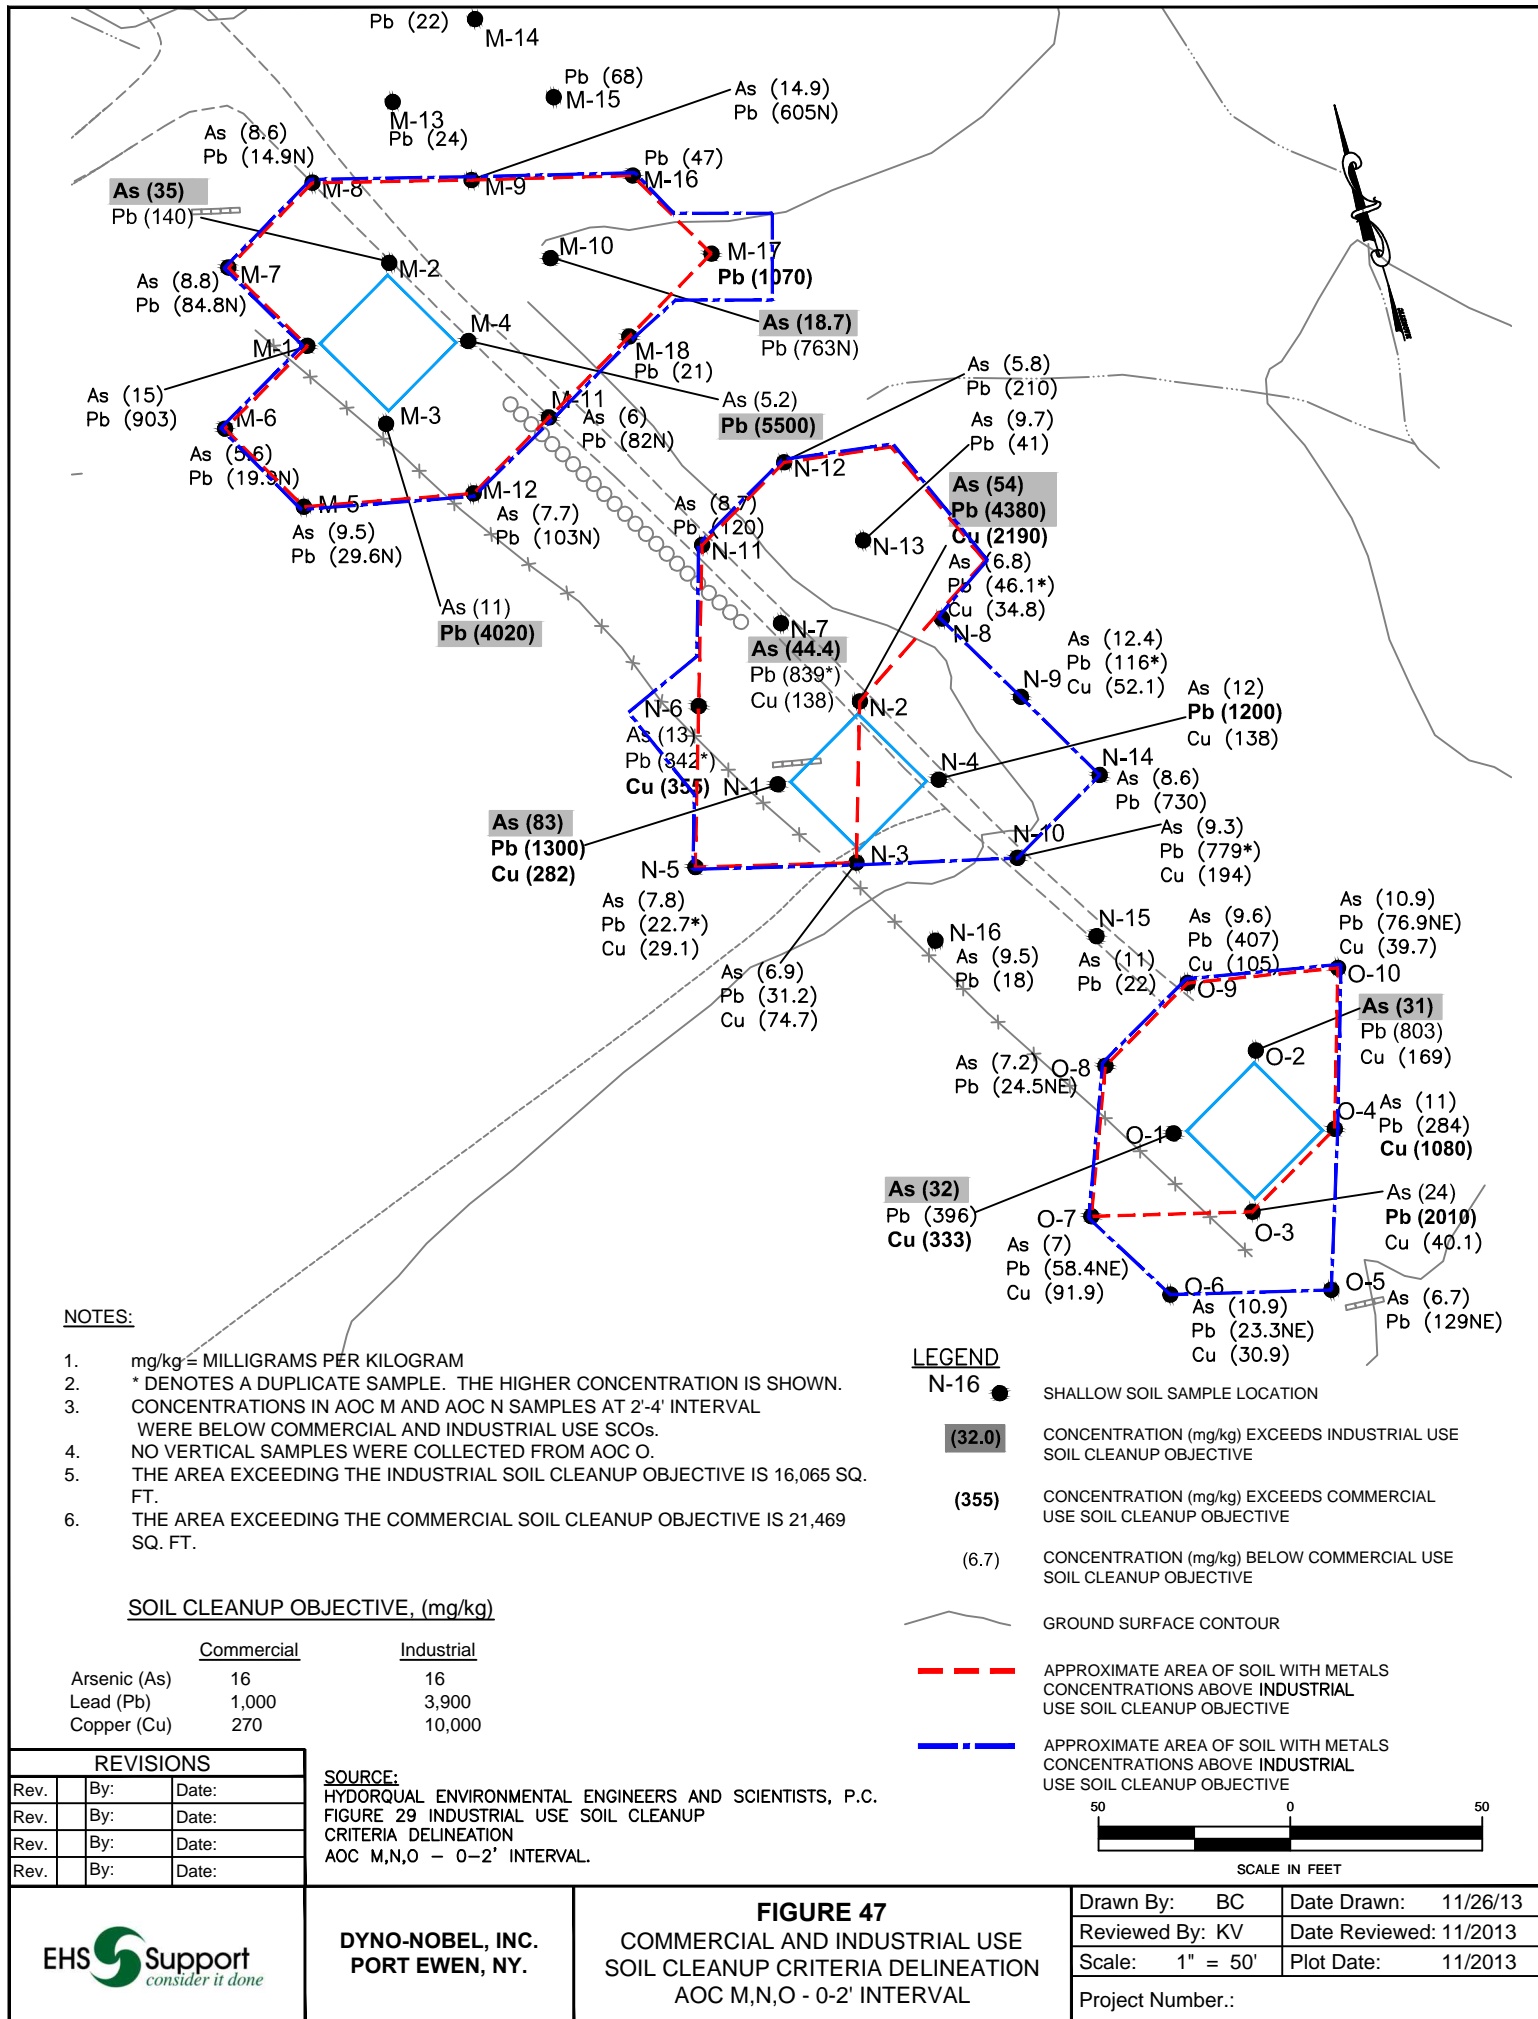 Pb (22)
M-14
Pb (68)
M-15
M-13
Pb (24)
As (14.9)
Pb (605N)
As (8.6)
Pb (14.9N)
M-8
M-9
Pb (47)
M-16
As (35)
Pb (140)
M-2
M-10
M-17
Pb (1070)
M-7
As (8.8)
Pb (84.8N)
As (18.7)
Pb (763N)
M-4
M-1
M-18
Pb (21)
As (15)
Pb (903)
M-3
M-11
As (6)
Pb (82N)
As (5.2)
Pb (5500)
As (5.8)
Pb (210)
As (9.7)
Pb (41)
M-6
As (5.6)
Pb (19.9N)
M-5
As (9.5)
Pb (29.6N)
M-12
As (7.7)
Pb (103N)
N-12
As (54)
Pb (4380)
Cu (2190)
As (8.7)
Pb (120)
N-11
N-13
As (6.8)
Pb (46.1*)
Cu (34.8)
N-8
As (11)
Pb (4020)
N-7
As (44.4)
Pb (839*)
Cu (138)
As (12.4)
Pb (116*)
Cu (52.1)
N-9
As (12)
Pb (1200)
Cu (138)
N-6
As (13)
Pb (342*)
Cu (355)
N-2
N-4
N-1
N-14
As (8.6)
Pb (730)
As (83)
Pb (1300)
Cu (282)
As (9.3)
Pb (779*)
Cu (194)
N-10
N-5
N-3
As (7.8)
Pb (22.7*)
Cu (29.1)
As (6.9)
Pb (31.2)
Cu (74.7)
N-16
As (9.5)
Pb (18)
N-15
As (11)
Pb (22)
As (9.6)
Pb (407)
Cu (105)
O-9
As (10.9)
Pb (76.9NE)
Cu (39.7)
O-10
As (31)
Pb (803)
Cu (169)
O-2
As (7.2)
Pb (24.5NE)
O-8
O-1
O-4
As (11)
Pb (284)
Cu (1080)
As (32)
Pb (396)
Cu (333)
As (24)
Pb (2010)
Cu (40.1)
O-7
As (7)
Pb (58.4NE)
Cu (91.9)
O-3
O-6
As (10.9)
Pb (23.3NE)
Cu (30.9)
O-5
As (6.7)
Pb (129NE)
NOTES:
1. mg/kg = MILLIGRAMS PER KILOGRAM
2. * DENOTES A DUPLICATE SAMPLE. THE HIGHER CONCENTRATION IS SHOWN.
3. CONCENTRATIONS IN AOC M AND AOC N SAMPLES AT 2'-4' INTERVAL
WERE BELOW COMMERCIAL AND INDUSTRIAL USE SCOs.
4. NO VERTICAL SAMPLES WERE COLLECTED FROM AOC O.
5. THE AREA EXCEEDING THE INDUSTRIAL SOIL CLEANUP OBJECTIVE IS 16,065 SQ.
FT.
6. THE AREA EXCEEDING THE COMMERCIAL SOIL CLEANUP OBJECTIVE IS 21,469
SQ. FT.
SOIL CLEANUP OBJECTIVE, (mg/kg)
Commercial Industrial
Arsenic (As) 16 16
Lead (Pb) 1,000 3,900
Copper (Cu) 270 10,000
LEGEND
N-16 SHALLOW SOIL SAMPLE LOCATION
(32.0) CONCENTRATION (mg/kg) EXCEEDS INDUSTRIAL USE
SOIL CLEANUP OBJECTIVE
(355) CONCENTRATION (mg/kg) EXCEEDS COMMERCIAL
USE SOIL CLEANUP OBJECTIVE
(6.7) CONCENTRATION (mg/kg) BELOW COMMERCIAL USE
SOIL CLEANUP OBJECTIVE
GROUND SURFACE CONTOUR
APPROXIMATE AREA OF SOIL WITH METALS
CONCENTRATIONS ABOVE INDUSTRIAL
USE SOIL CLEANUP OBJECTIVE
APPROXIMATE AREA OF SOIL WITH METALS
CONCENTRATIONS ABOVE INDUSTRIAL
USE SOIL CLEANUP OBJECTIVE
50 0 50
SCALE IN FEET
REVISIONS
Rev. By: Date:
Rev. By: Date:
Rev. By: Date:
Rev. By: Date:
SOURCE:
HYDORQUAL ENVIRONMENTAL ENGINEERS AND SCIENTISTS, P.C.
FIGURE 29 INDUSTRIAL USE SOIL CLEANUP
CRITERIA DELINEATION
AOC M,N,O – 0–2' INTERVAL.
EHS Support
consider it done
DYNO-NOBEL, INC.
PORT EWEN, NY.
FIGURE 47
COMMERCIAL AND INDUSTRIAL USE
SOIL CLEANUP CRITERIA DELINEATION
AOC M,N,O - 0-2' INTERVAL
Drawn By: BC Date Drawn: 11/26/13
Reviewed By: KV Date Reviewed: 11/2013
Scale: 1" = 50' Plot Date: 11/2013
Project Number.: